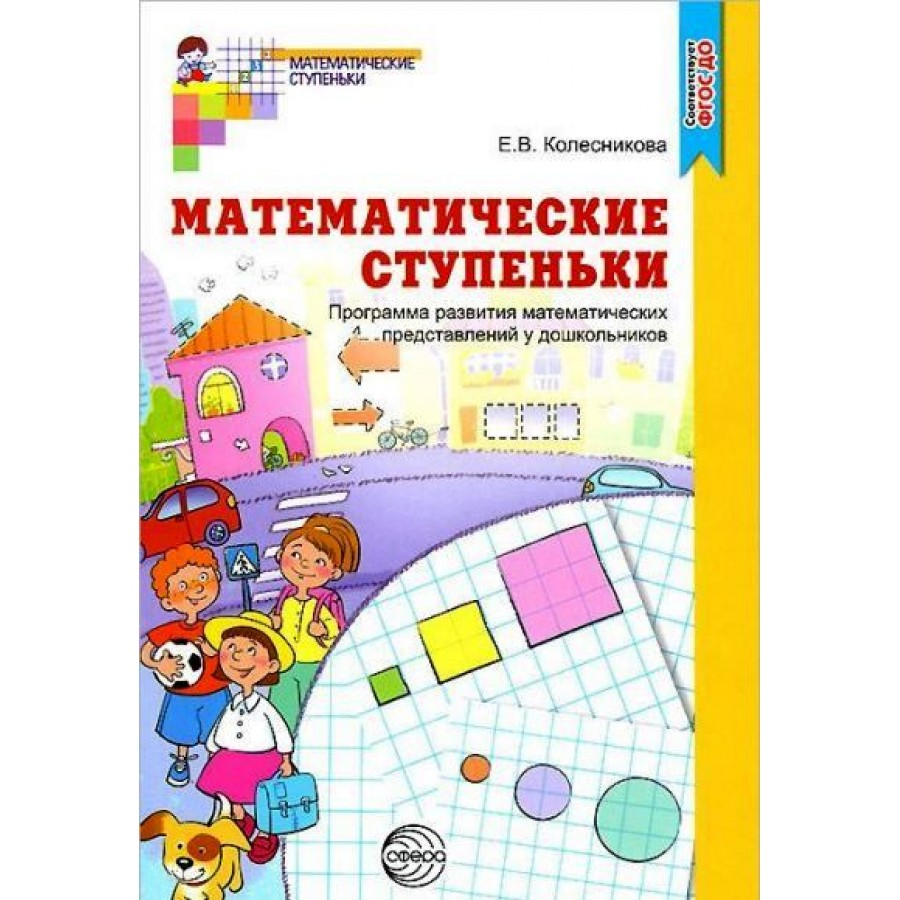 МАТЕМАТИЧЕСКИЕ
СТУПЕНЬКИ
Соответствует
ФГОС ДО
Е.В. Колесникова
МАТЕМАТИЧЕСКИЕ
СТУПЕНЬКИ
Программа развития математических
представлений у дошкольников
сфера